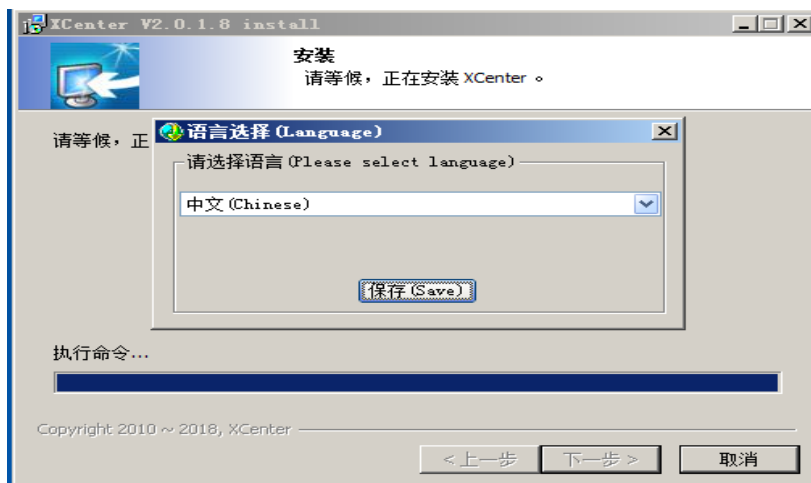 XCenter V2.0.1.8 install
安装
请等候，正在安装 XCenter 。
请等候，正
语言选择(Language)
请选择语言(Please select language)
中文(Chinese)
保存(Save)
执行命令...
Copyright 2010 ~ 2018, XCenter
<上一步
下一步>
取消